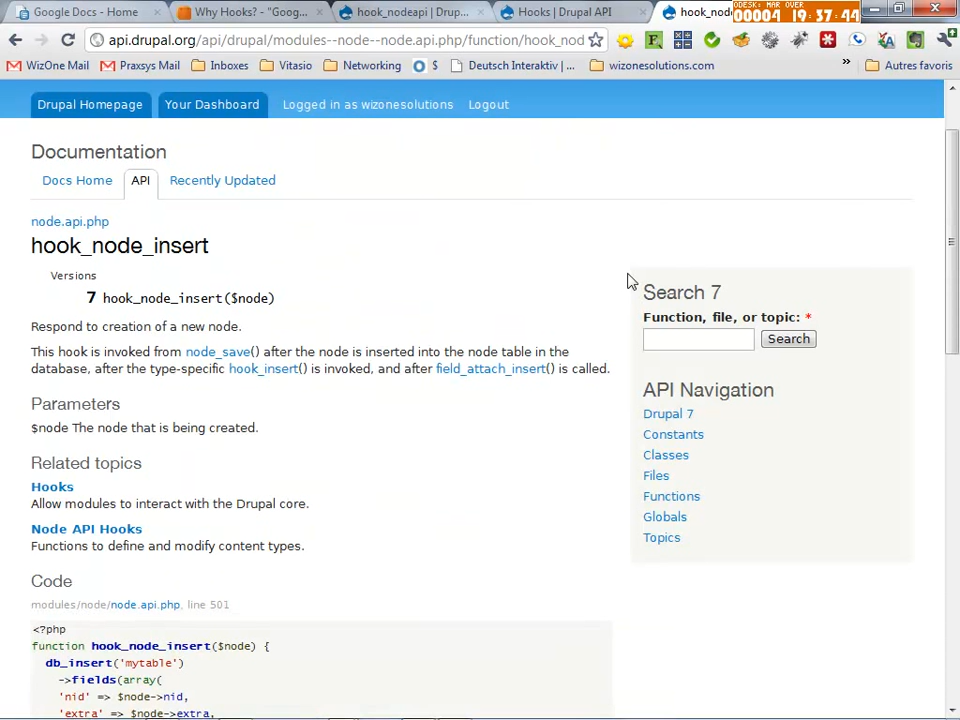 Google Docs - Home
Why Hooks? - "Goog...
hook_nodeapi | Drup...
Hooks | Drupal API
hook_nod
ODESK: MAR OVER
00004 19:37:44
api.drupal.org/api/drupal/modules--node--node.api.php/function/hook_nod
WizOne Mail
Praxsys Mail
Inboxes
Vitasio
Networking
$
Deutsch Interaktiv |...
wizonesolutions.com
»
Autres favoris
Drupal Homepage
Your Dashboard
Logged in as wizonesolutions
Logout
Documentation
Docs Home
API
Recently Updated
node.api.php
hook_node_insert
Versions
7 hook_node_insert($node)
Respond to creation of a new node.
This hook is invoked from node_save() after the node is inserted into the node table in the
database, after the type-specific hook_insert() is invoked, and after field_attach_insert() is called.
Parameters
$node The node that is being created.
Related topics
Hooks
Allow modules to interact with the Drupal core.
Node API Hooks
Functions to define and modify content types.
Code
modules/node/node.api.php, line 501
<?php
function hook_node_insert($node) {
db_insert('mytable')
->fields(array(
'nid' => $node->nid,
'extra' => $node->extra,
Search 7
Function, file, or topic: *
Search
API Navigation
Drupal 7
Constants
Classes
Files
Functions
Globals
Topics